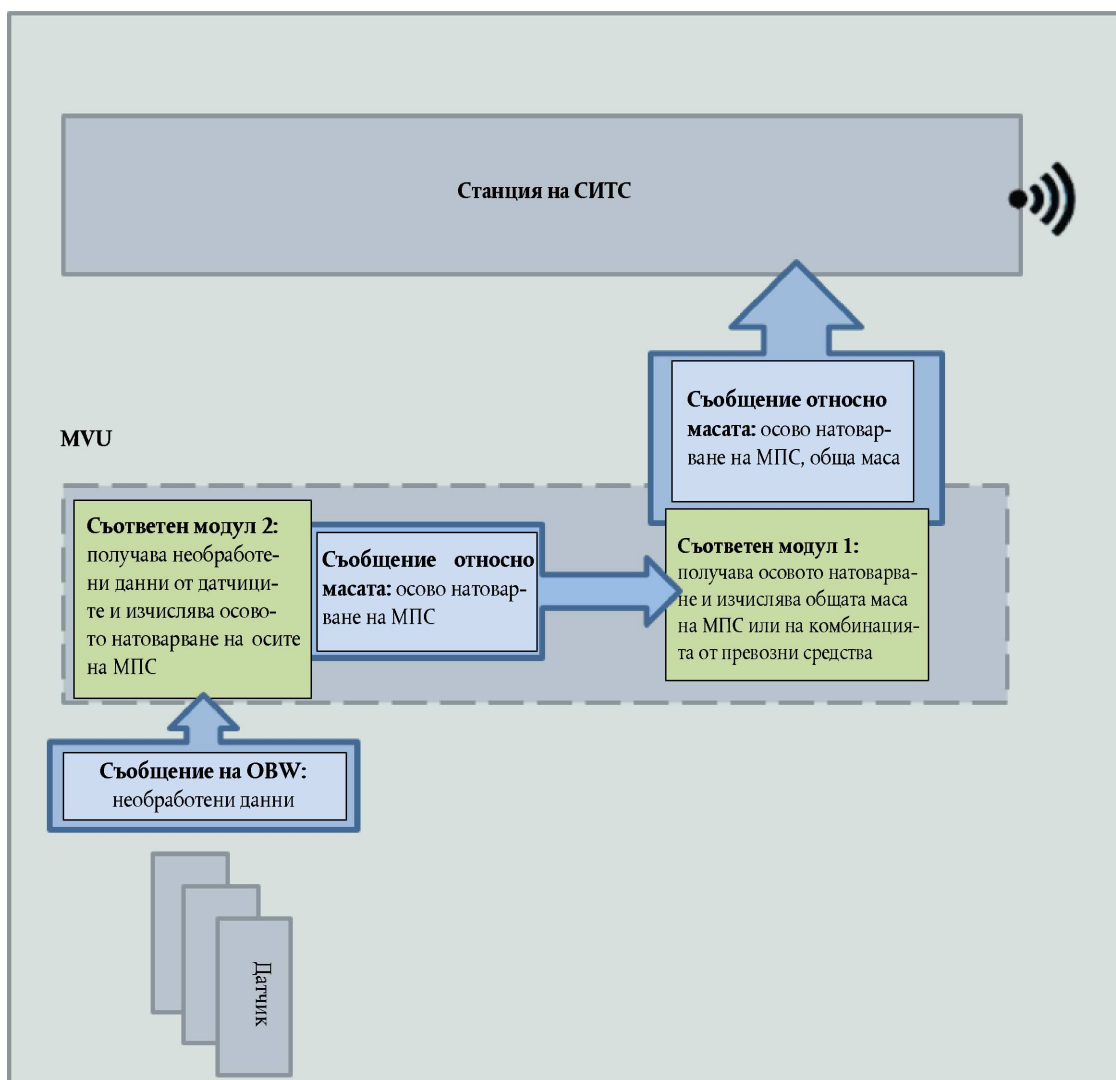 Станция на СИТС
Съобщение относно
масата: осово натовар-
ване на МПС, обща маса
MVU
Съответен модул 2:
получава необработе-
ни данни от датчици-
те и изчислява осово-
то натоварване на осите
на МПС
Съобщение относно
масата: осово натовар-
ване на МПС
Съответен модул 1:
получава осовото натоварва-
не и изчислява общата маса
на МПС или на комбинация-
та от превозни средства
Съобщение на OBW:
необработени данни
Датчик